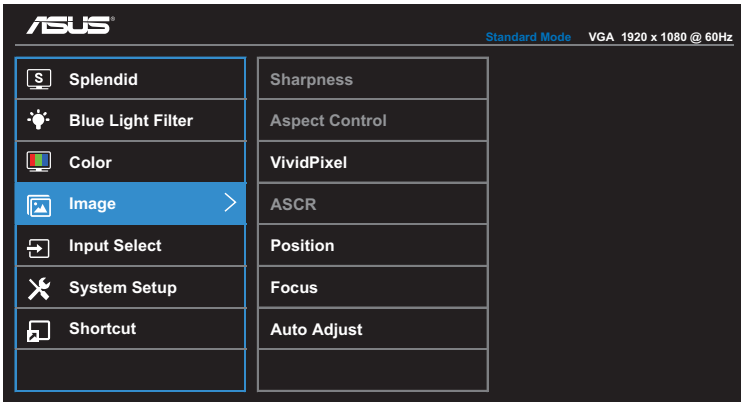 ASUS
Standard Mode VGA 1920 x 1080 @ 60Hz
S Splendid
Blue Light Filter
Color
Image
Input Select
System Setup
Shortcut
Sharpness
Aspect Control
VividPixel
ASCR
Position
Focus
Auto Adjust